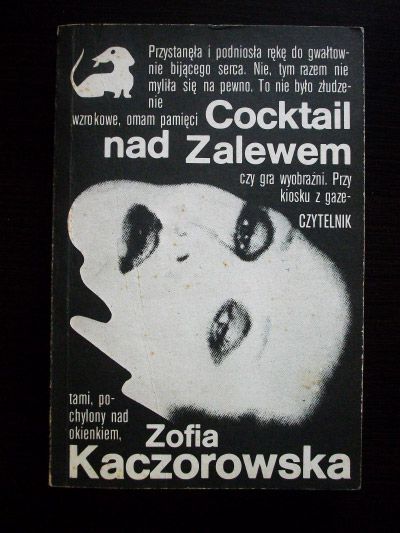 Przystanęła i podniosła rękę do gwałtow-
nie bijącego serca. Nie, tym razem nie
myliła się na pewno. To nie było złudze-
nie
wzrokowe, omam pamięci Cocktail
nad Zalewem
czy gra wyobraźni. Przy
kiosku z gaze-
CZYTELNIK
tami, po-
chylony nad
okienkiem, Zofia
Kaczorowska